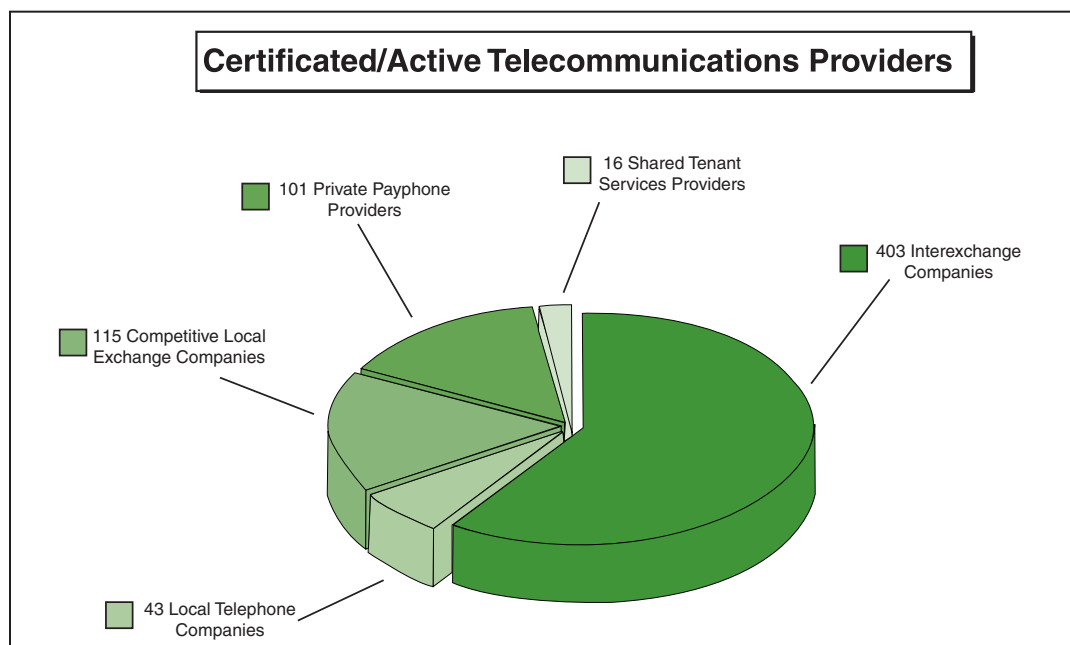 Certificated/Active Telecommunications Providers
16 Shared Tenant
Services Providers
101 Private Payphone
Providers
403 Interexchange
Companies
115 Competitive Local
Exchange Companies
43 Local Telephone
Companies